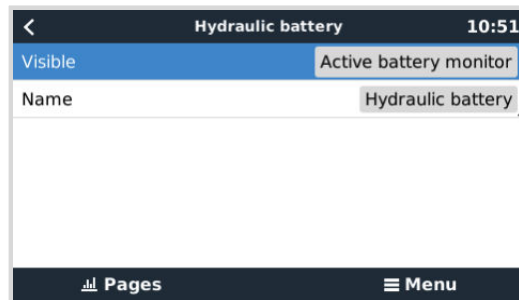 Hydraulic battery 10:51
Visible Active battery monitor
Name Hydraulic battery
Pages Menu